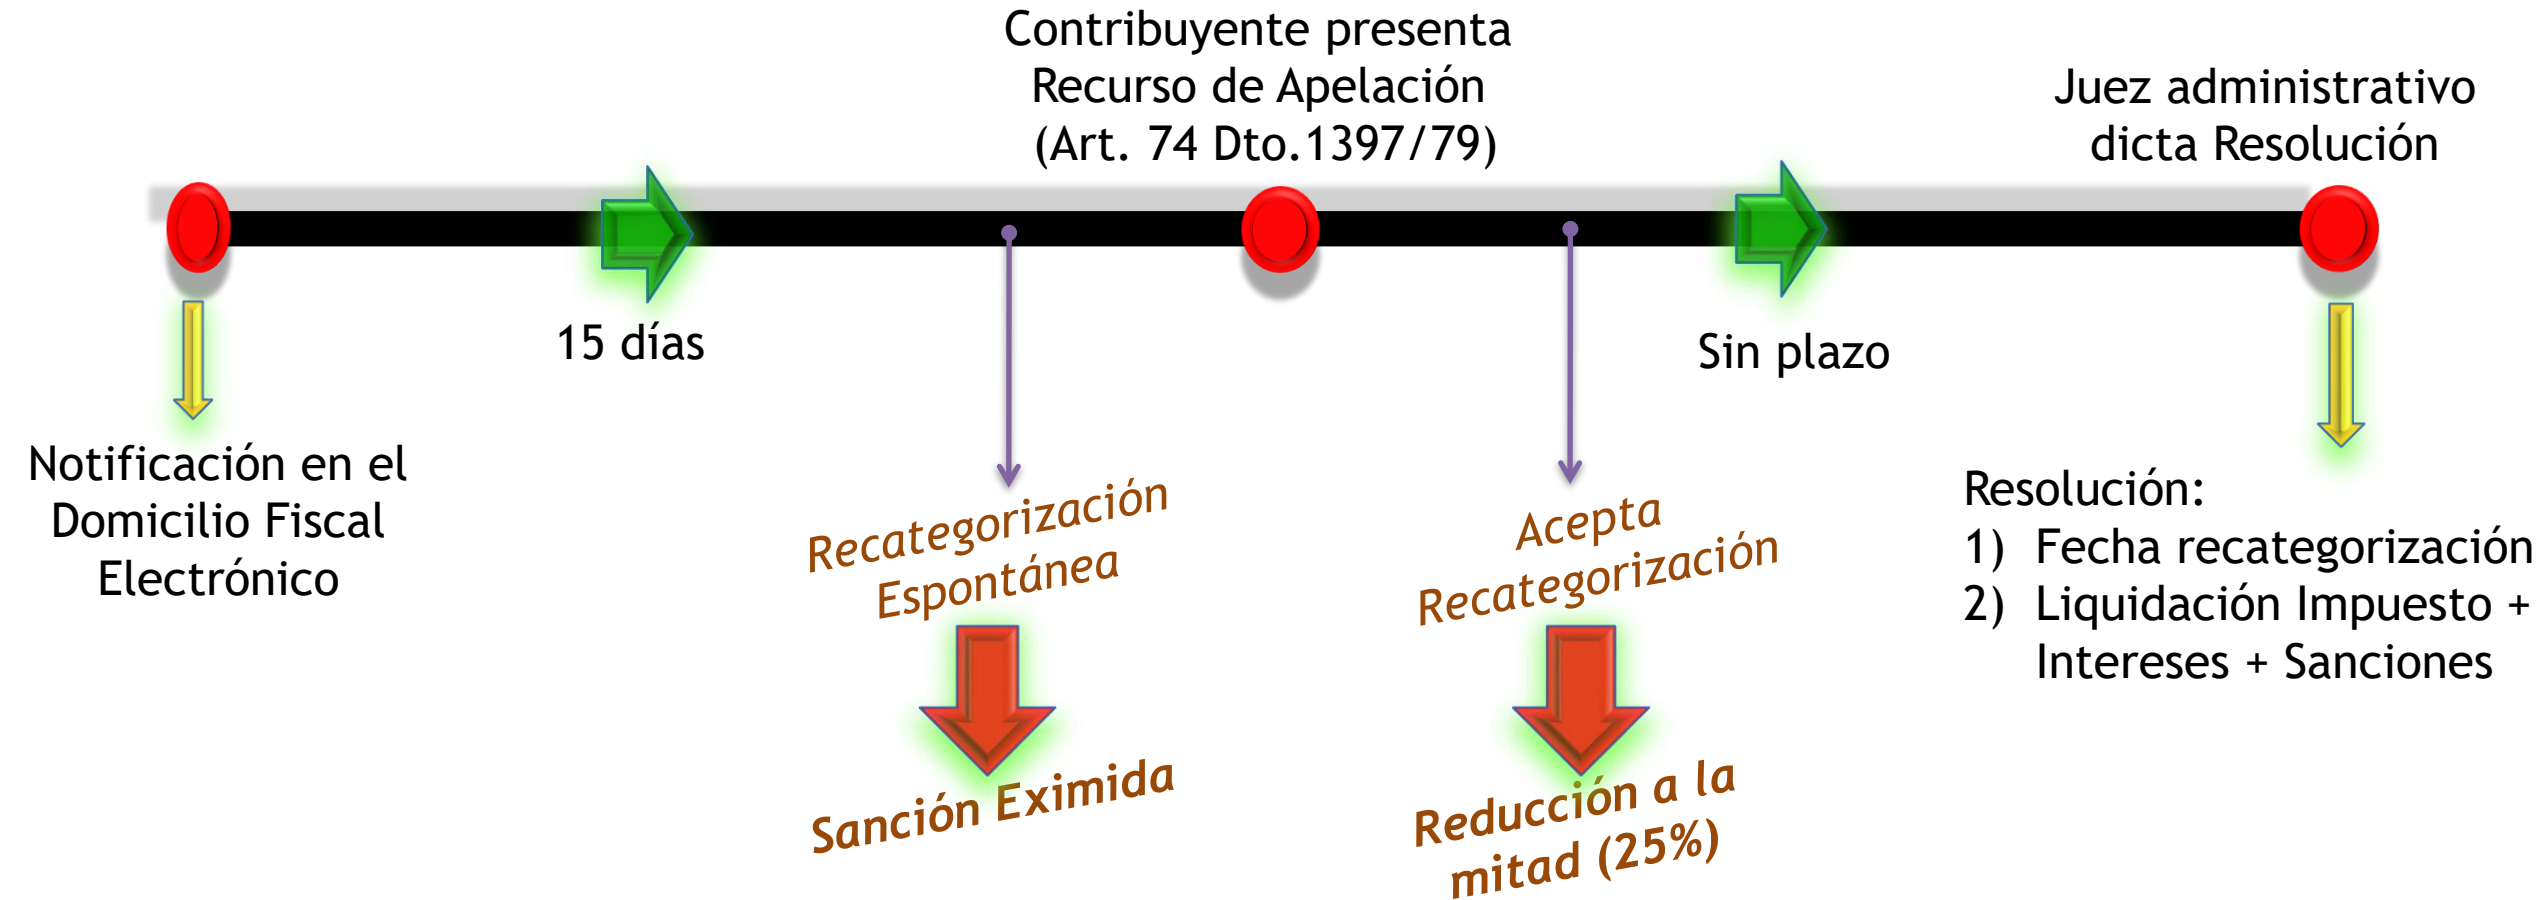 Contribuyente presenta
Recurso de Apelación
(Art. 74 Dto.1397/79)
Juez administrativo
dicta Resolución
15 días
Sin plazo
Notificación en el
Domicilio Fiscal
Electrónico
Recategorización
Espontánea
Sanción Eximida
Acepta
Recategorización
Reducción a la
mitad (25%)
Resolución:
1) Fecha recategorización
2) Liquidación Impuesto +
Intereses + Sanciones